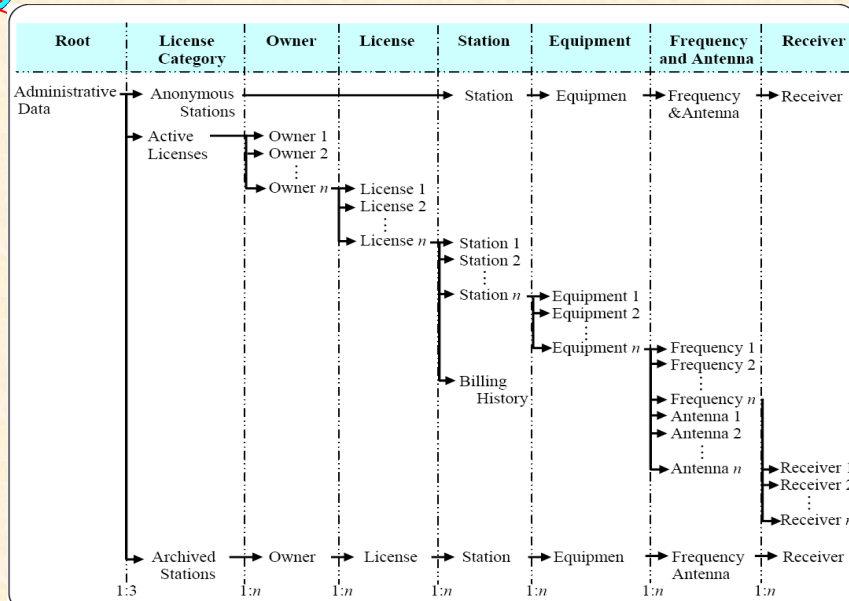 Root License Category Owner License Station Equipment Frequency and Antenna Receiver
Administrative Data Anonymous Stations Station Equipmen Frequency &Antenna Receiver
Active Licenses
Owner 1
Owner 2
⋮
Owner n
License 1
License 2
⋮
License n
Station 1
Station 2
⋮
Station n
Billing History
Equipment 1
Equipment 2
⋮
Equipment n
Frequency 1
Frequency 2
⋮
Frequency n
Antenna 1
Antenna 2
⋮
Antenna n
Receiver 1
Receiver 2
⋮
Receiver n
Archived Stations Owner License Station Equipmen Frequency Antenna Receiver
1:3 1:n 1:n 1:n 1:n 1:n 1:n